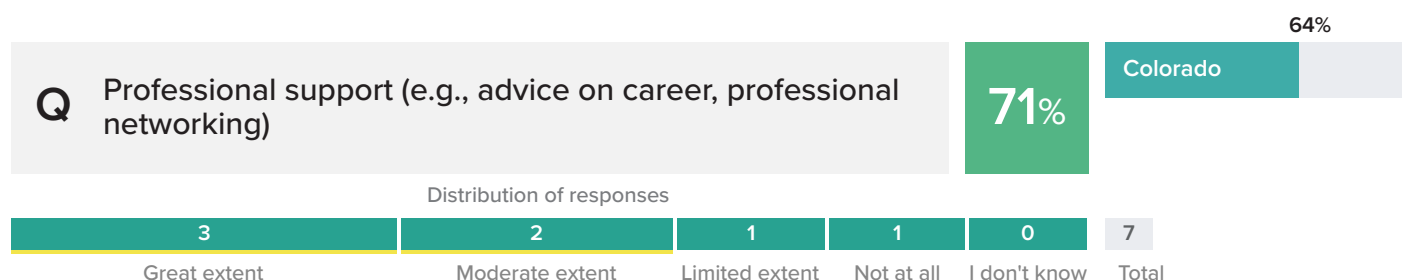 64%
Q
Professional support (e.g., advice on career, professional
networking)
71%
Colorado
Distribution of responses
3 2 1 1 0 7
Great extent Moderate extent Limited extent Not at all I don't know Total